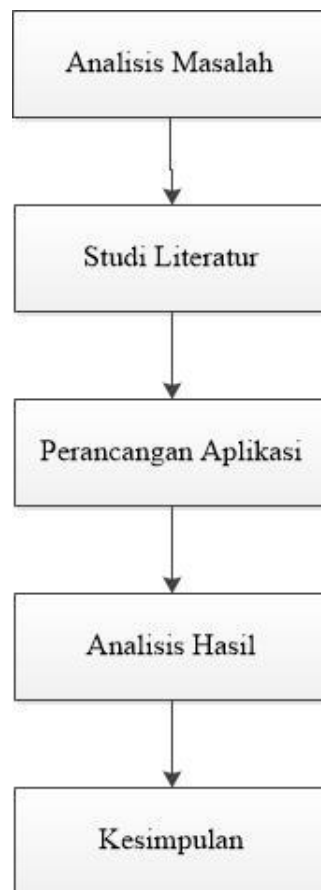 Analisis Masalah
Studi Literatur
Perancangan Aplikasi
Analisis Hasil
Kesimpulan